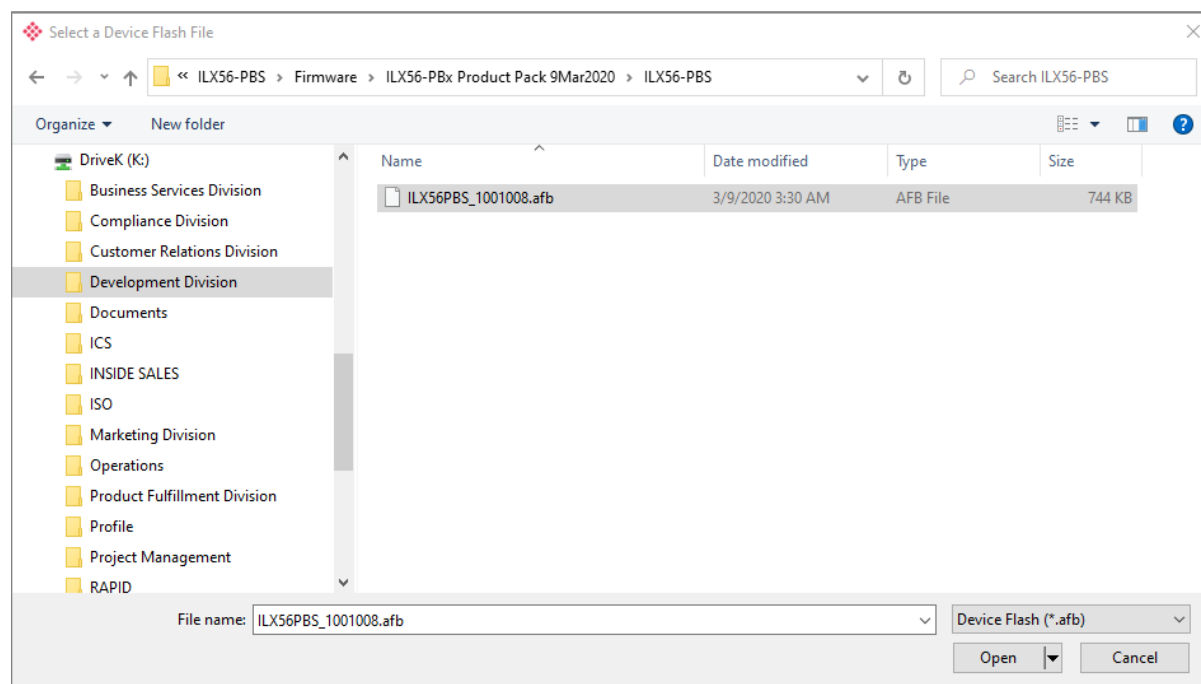 Select a Device Flash File
« ILX56-PBS > Firmware > ILX56-PBx Product Pack 9Mar2020 > ILX56-PBS
Search ILX56-PBS
Organize New folder
DriveK (K:)
Business Services Division
Compliance Division
Customer Relations Division
Development Division
Documents
ICS
INSIDE SALES
ISO
Marketing Division
Operations
Product Fulfillment Division
Profile
Project Management
RAPID
Name Date modified Type Size
ILX56PBS_1001008.afb 3/9/2020 3:30 AM AFB File 744 KB
File name: ILX56PBS_1001008.afb Device Flash (*.afb)
Open Cancel